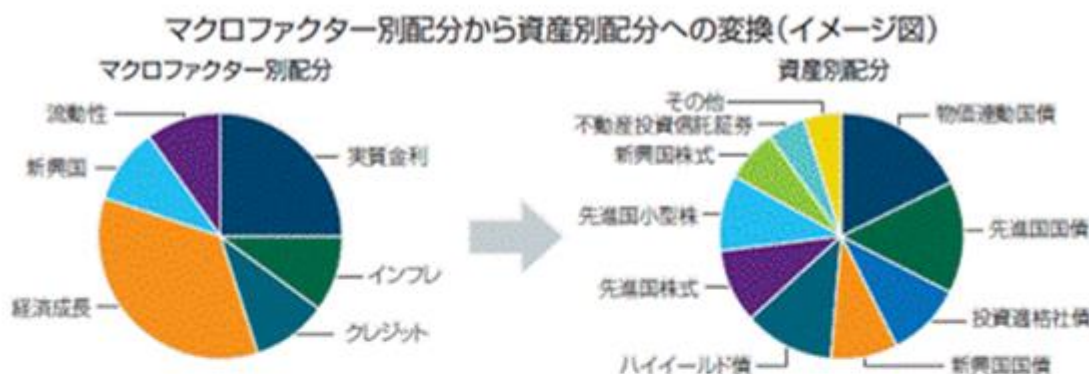 マクロファクター別配分から資産別配分への変換(イメージ図)
マクロファクター別配分
流動性
新興国
経済成長
実質金利
インフレ
クレジット
資産別配分
その他
不動産投資信託証券
新興国株式
先進国小型株
先進国株式
ハイイールド債
物価連動国債
先進国国債
投資適格社債
新興国国債